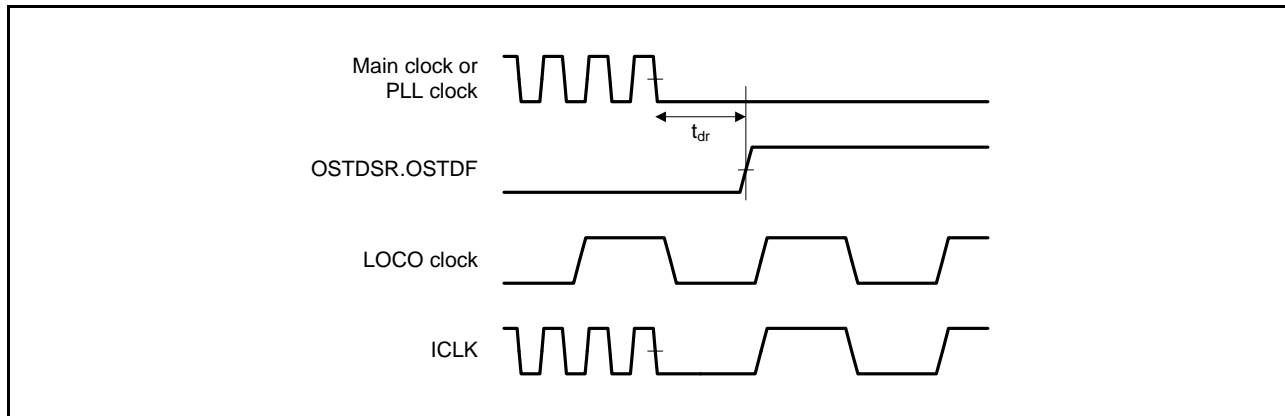 Main clock or
PLL clock
tdr
OSTDSR.OSTDF
LOCO clock
ICLK